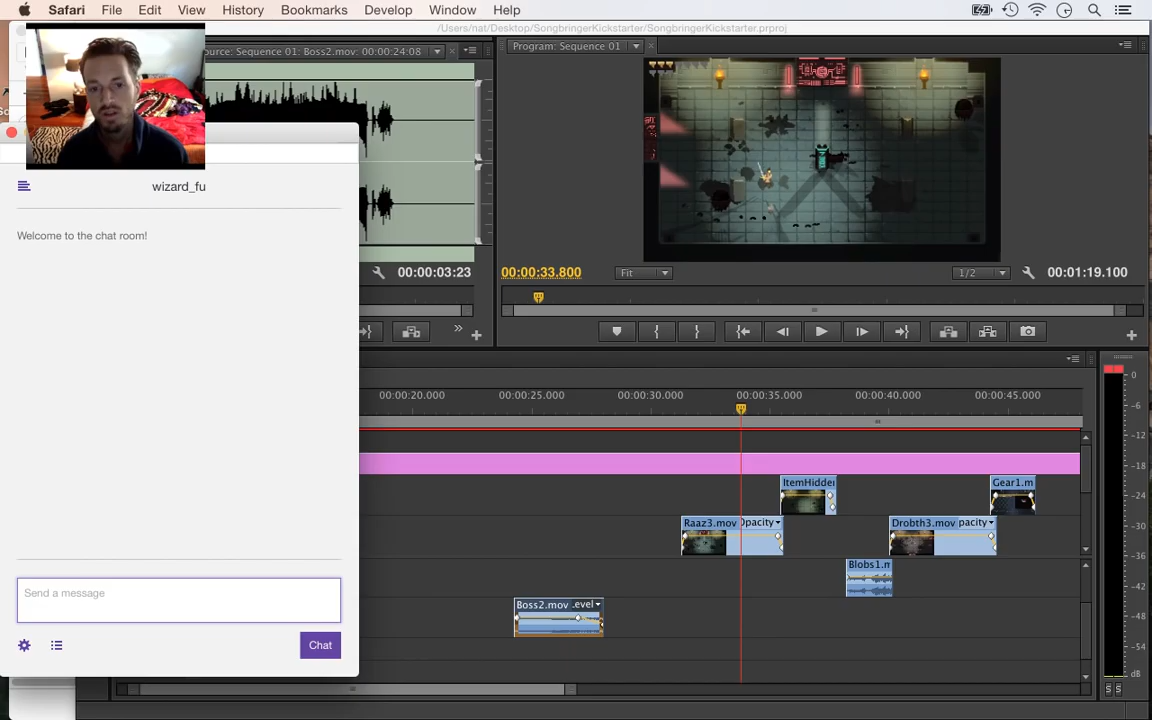 Safari File Edit View History Bookmarks Develop Window Help
/Users/nat/Desktop/SongbringerKickstarter/SongbringerKickstarter.prproj
ource: Sequence 01: Boss2.mov: 00:00:24:08
Program: Sequence 01
wizard_fu
Welcome to the chat room!
00:00:03:23
00:00:33.800
Fit
1/2
00:01:19.100
00:00:20.000 00:00:25.000 00:00:30.000 00:00:35.000 00:00:40.000 00:00:45.000
ItemHidder
Gear1.m
Raaz3.mov Opacity
Drobth3.mov pacity
Blobs1.m
Boss2.mov .evel
Send a message
Chat
0
-6
-12
-18
-24
-30
-36
-42
-48
-54
dB
S S